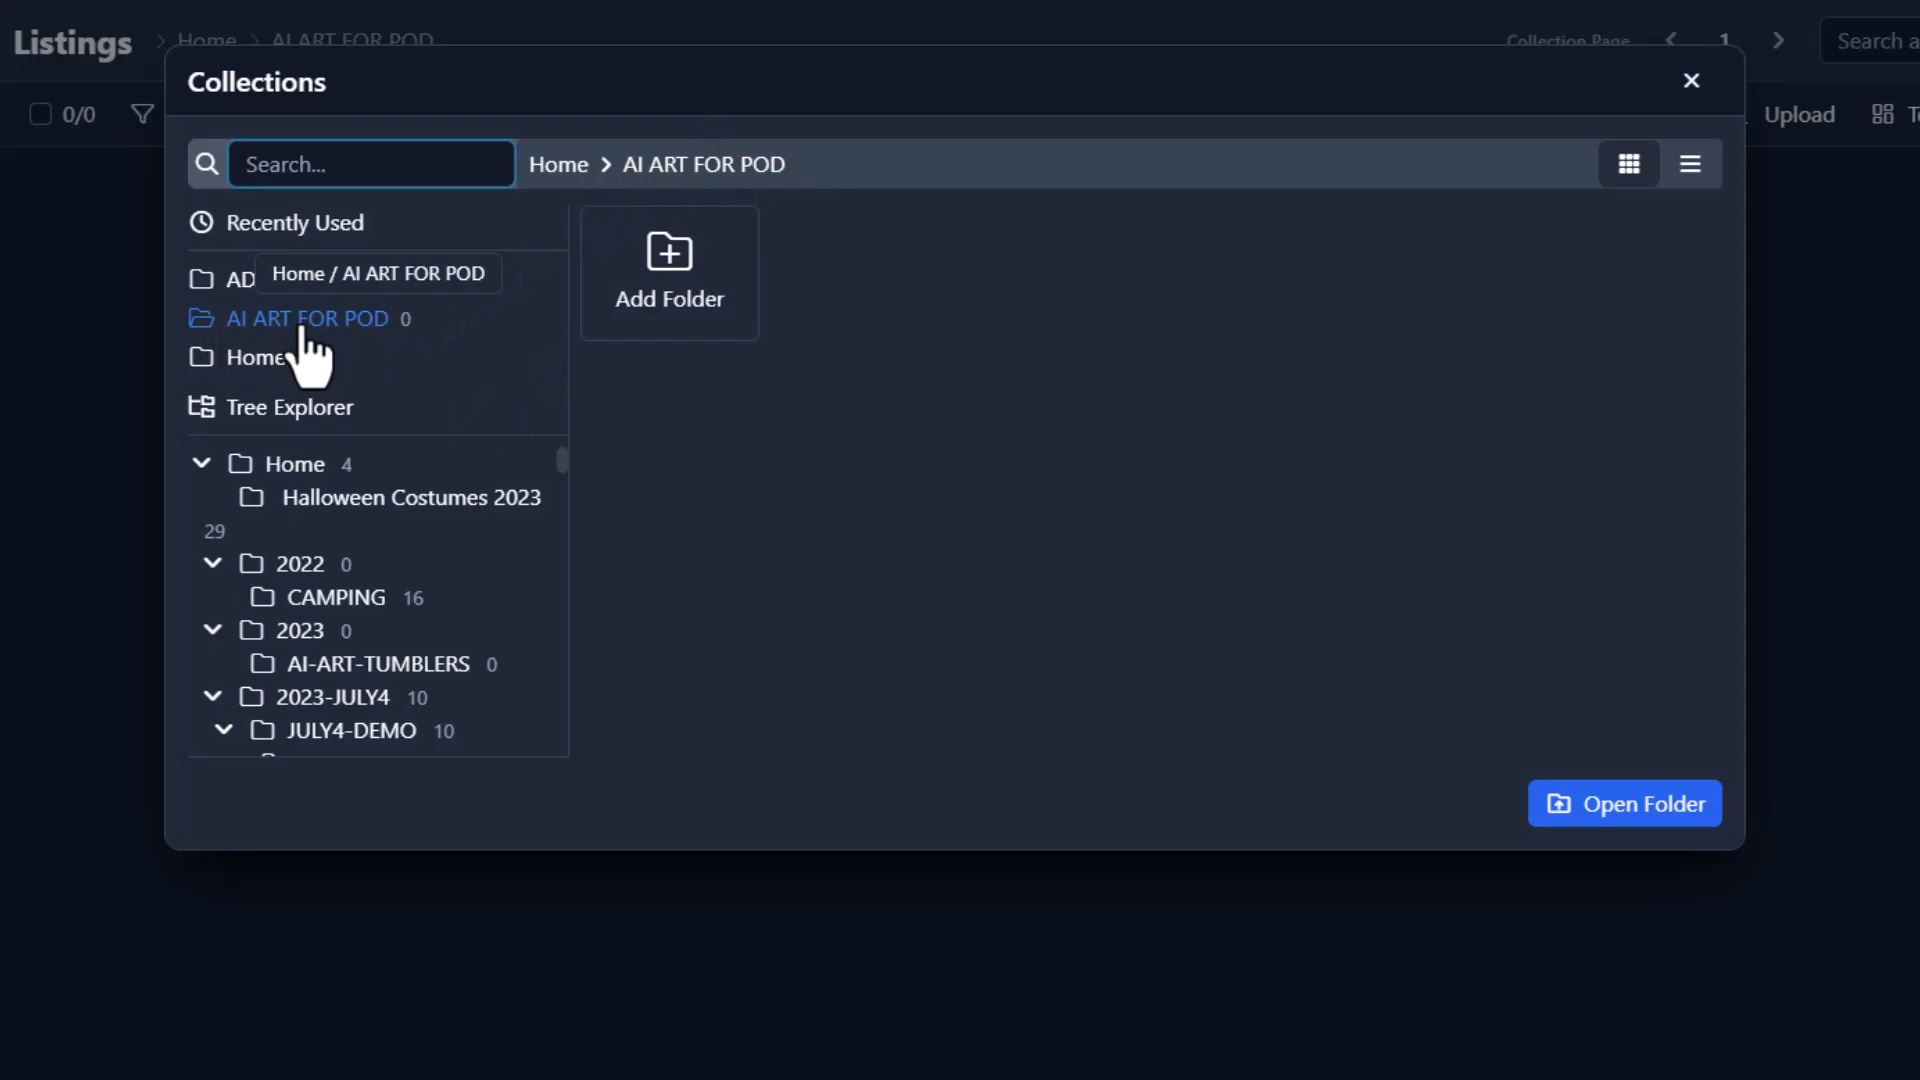 Listings > Home > AI ART FOR POD
Collection Page < 1 >
Search a
Collections
0/0
Upload
Search...
Home > AI ART FOR POD
Recently Used
AD
Home / AI ART FOR POD
AI ART FOR POD 0
Home
Tree Explorer
Home 4
Halloween Costumes 2023
29
2022 0
CAMPING 16
2023 0
AI-ART-TUMBLERS 0
2023-JULY4 10
JULY4-DEMO 10
Add Folder
Open Folder